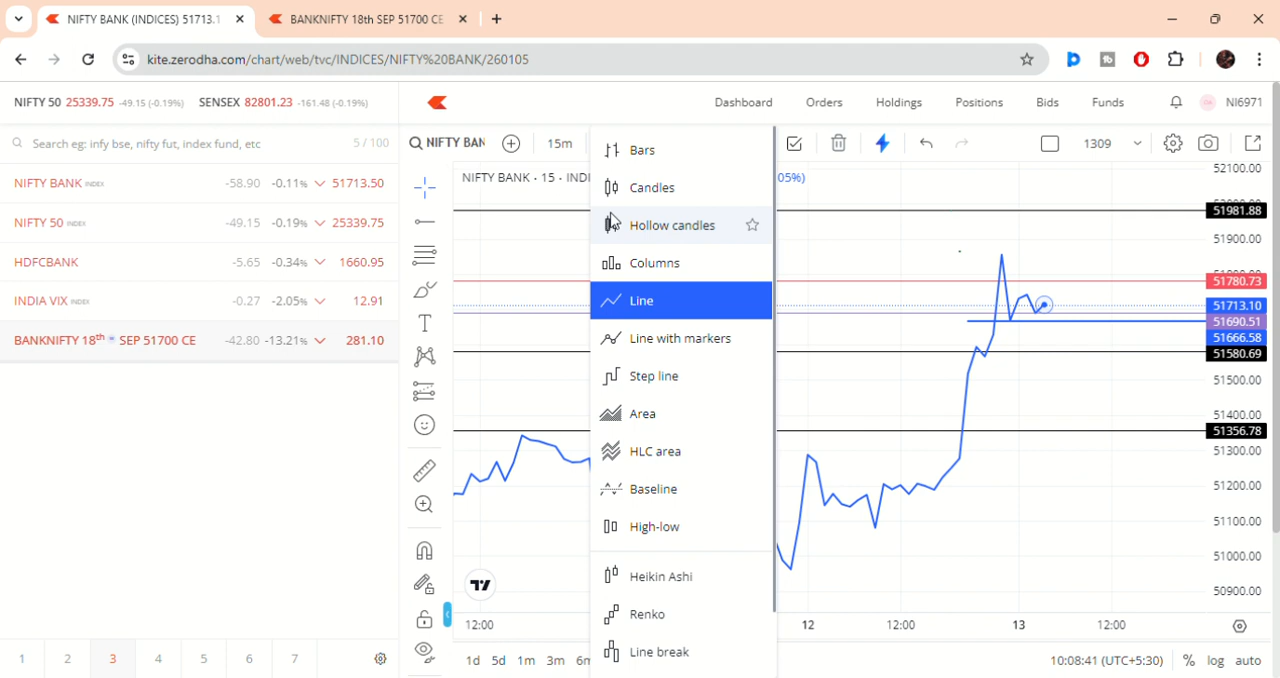 NIFTY BANK (INDICES) 51713.1
BANKNIFTY 18th SEP 51700 CE
kite.zerodha.com/chart/web/tvc/INDICES/NIFTY%20BANK/260105
NIFTY 50 25339.75 -49.15 (-0.19%) SENSEX 82801.23 -161.48 (-0.19%)
Dashboard Orders Holdings Positions Bids Funds NI6971
Search eg: infy bse, nifty fut, index fund, etc 5 / 100
NIFTY BAN 15m 1309
NIFTY BANK INDEX -58.90 -0.11% 51713.50
NIFTY 50 INDEX -49.15 -0.19% 25339.75
HDFCBANK -5.65 -0.34% 1660.95
INDIA VIX INDEX -0.27 -2.05% 12.91
BANKNIFTY 18th SEP 51700 CE -42.80 -13.21% 281.10
1 2 3 4 5 6 7
NIFTY BANK · 15 · INDI
05%)
Bars
Candles
Hollow candles
Columns
Line
Line with markers
Step line
Area
HLC area
Baseline
High-low
Heikin Ashi
Renko
Line break
52100.00
51981.88
51900.00
51780.73
51713.10
51690.51
51666.58
51580.69
51500.00
51400.00
51356.78
51300.00
51200.00
51100.00
51000.00
50900.00
12:00 12 12:00 13 12:00
1d 5d 1m 3m 6m
10:08:41 (UTC+5:30) % log auto